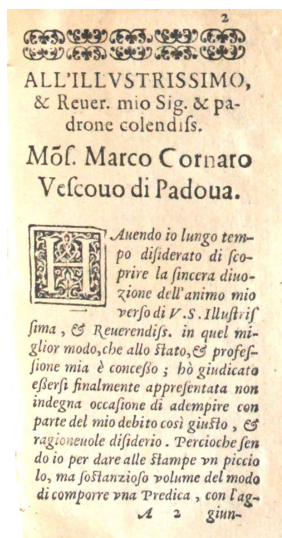 2
ALL'ILLVSTRISSIMO,
& Reuer. mio Sig. & pa-
drone colendiſs.
Mõſ. Marco Cornaro
Veſcouo di Padoua.
HAuendo io lungo tem-
po diſiderato di ſco-
prire la ſincera diuo-
zione dell'animo mio
verſo di V. S. Illuſtriſ
ſima, & Reuerendiſs. in quel mi-
glior modo, che allo ſtato, & profeſ-
ſione mia è conceſſo; hò giudicato
eſſerſi finalmente appreſentata non
indegna occaſione di adempire con
parte del mio debito così giuſto, &
ragioneuole diſiderio. Percioche ſen
do io per dare alle ſtampe vn piccio
lo, ma ſoſtanzioſo volume del modo
di comporre vna Predica, con l'ag-
A 2 giun-